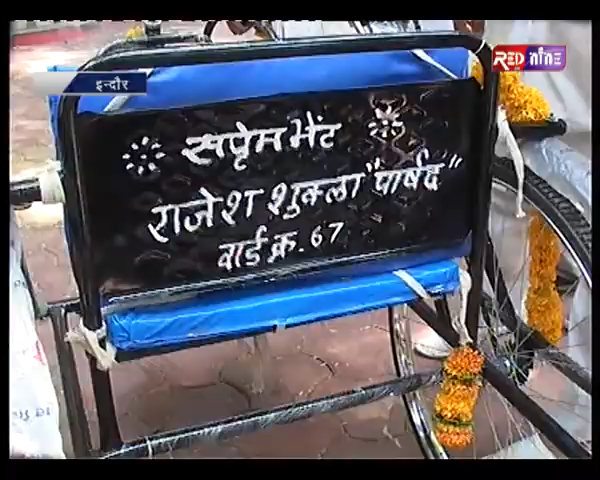 RED nine
इन्दौर
सप्रेम भेंट
राजेश शुक्ला "पार्षद"
वार्ड क्र. 67